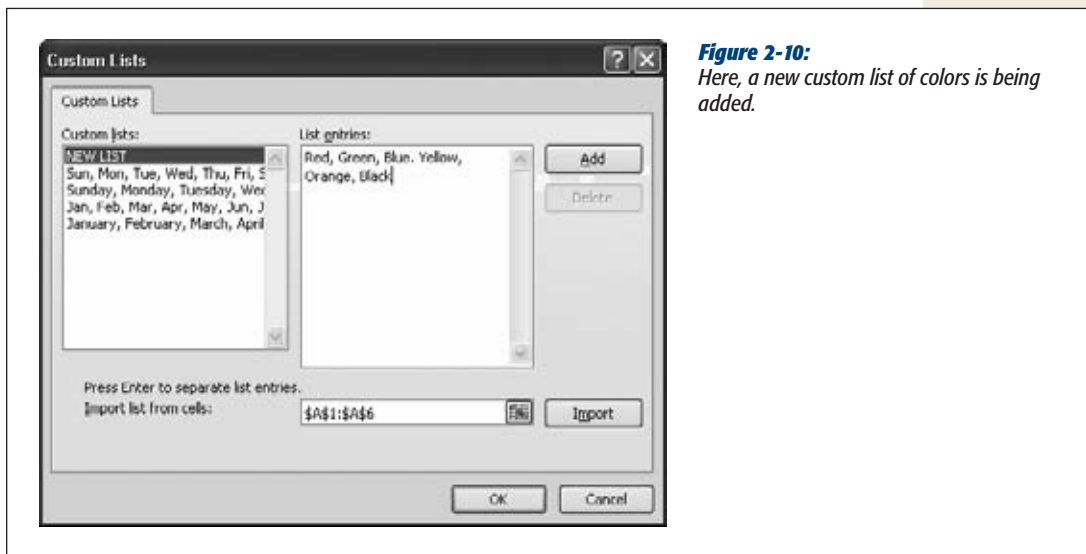 Custom Lists
Custom Lists
Custom lists:
NEW LIST
Sun, Mon, Tue, Wed, Thu, Fri, S
Sunday, Monday, Tuesday, Wed
Jan, Feb, Mar, Apr, May, Jun, J
January, February, March, April
List entries:
Red, Green, Blue. Yellow,
Orange, Black
Add
Delete
Press Enter to separate list entries.
Import list from cells:
$A$1:$A$6
Import
OK
Cancel
Figure 2-10:
Here, a new custom list of colors is being
added.